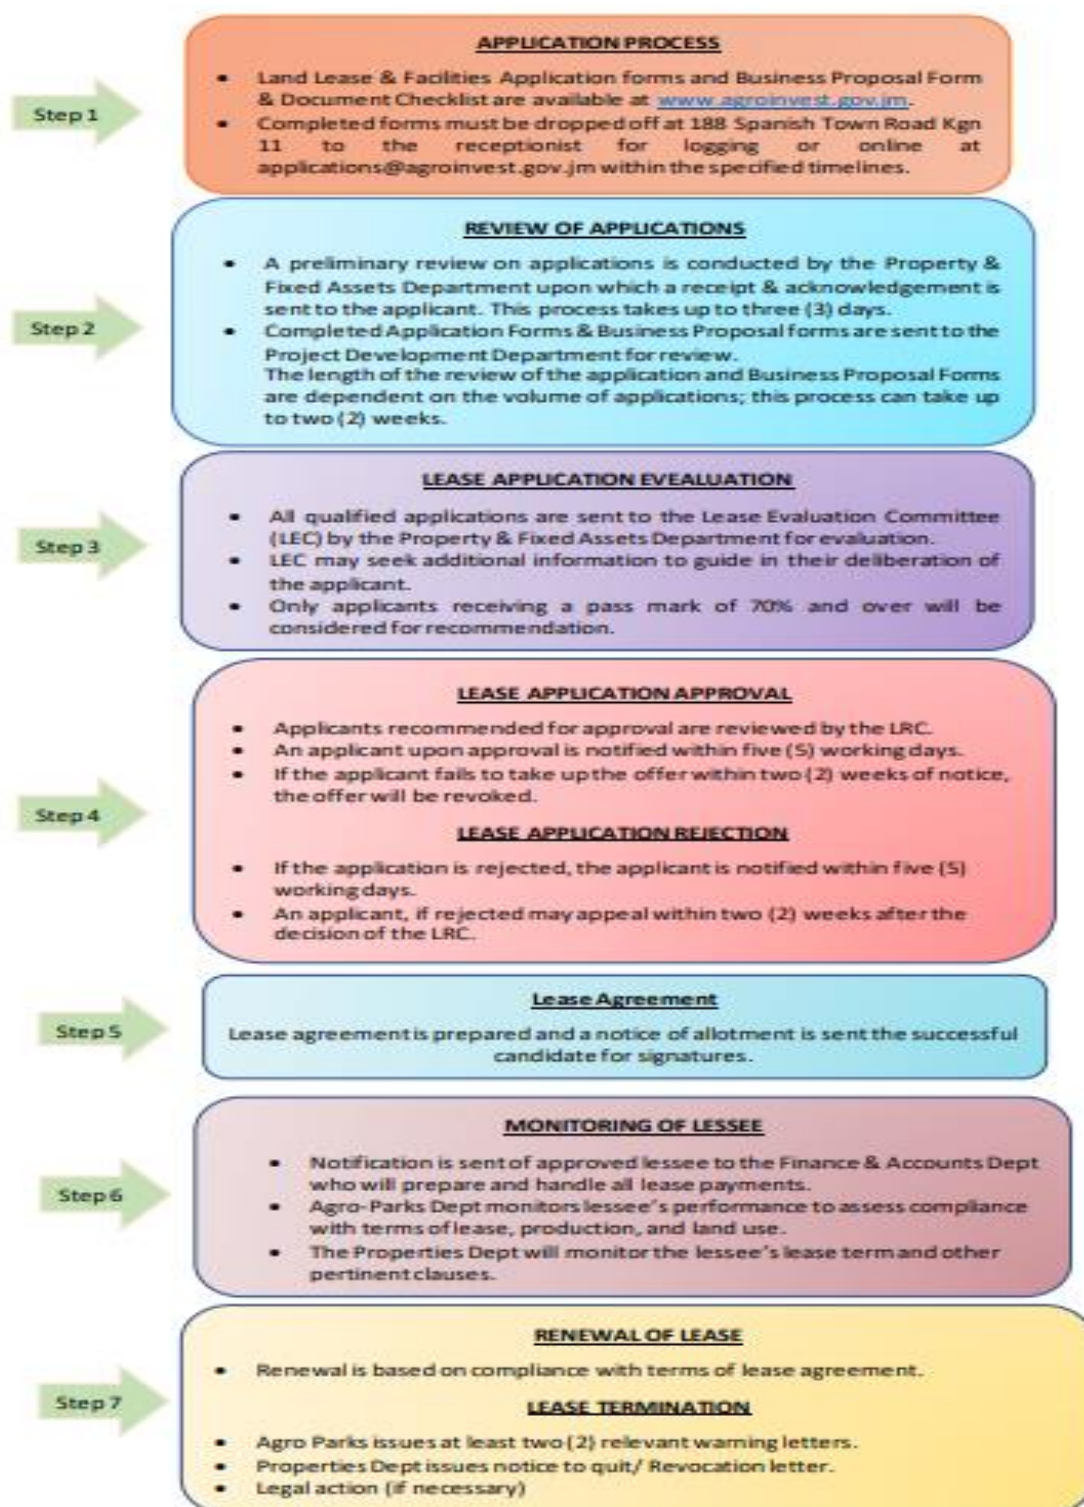 APPLICATION PROCESS
• Land Lease & Facilities Application forms and Business Proposal Form
& Document Checklist are available at www.agroinvest.gov.jm.
• Completed forms must be dropped off at 188 Spanish Town Road Kgn
11 to the receptionist for logging or online at
applications@agroinvest.gov.jm within the specified timelines.
Step 1
REVIEW OF APPLICATIONS
• A preliminary review on applications is conducted by the Property &
Fixed Assets Department upon which a receipt & acknowledgement is
sent to the applicant. This process takes up to three (3) days.
• Completed Application Forms & Business Proposal forms are sent to the
Project Development Department for review.
The length of the review of the application and Business Proposal Forms
are dependent on the volume of applications; this process can take up
to two (2) weeks.
Step 2
LEASE APPLICATION EVEALUATION
• All qualified applications are sent to the Lease Evaluation Committee
(LEC) by the Property & Fixed Assets Department for evaluation.
• LEC may seek additional information to guide in their deliberation of
the applicant.
• Only applicants receiving a pass mark of 70% and over will be
considered for recommendation.
Step 3
LEASE APPLICATION APPROVAL
• Applicants recommended for approval are reviewed by the LRC.
• An applicant upon approval is notified within five (5) working days.
• If the applicant fails to take up the offer within two (2) weeks of notice,
the offer will be revoked.
LEASE APPLICATION REJECTION
• If the application is rejected, the applicant is notified within five (5)
working days.
• An applicant, if rejected may appeal within two (2) weeks after the
decision of the LRC.
Step 4
Lease Agreement
Lease agreement is prepared and a notice of allotment is sent the successful
candidate for signatures.
Step 5
MONITORING OF LESSEE
• Notification is sent of approved lessee to the Finance & Accounts Dept
who will prepare and handle all lease payments.
• Agro-Parks Dept monitors lessee's performance to assess compliance
with terms of lease, production, and land use.
• The Properties Dept will monitor the lessee's lease term and other
pertinent clauses.
Step 6
RENEWAL OF LEASE
• Renewal is based on compliance with terms of lease agreement.
LEASE TERMINATION
• Agro Parks issues at least two (2) relevant warning letters.
• Properties Dept issues notice to quit/ Revocation letter.
• Legal action (if necessary)
Step 7